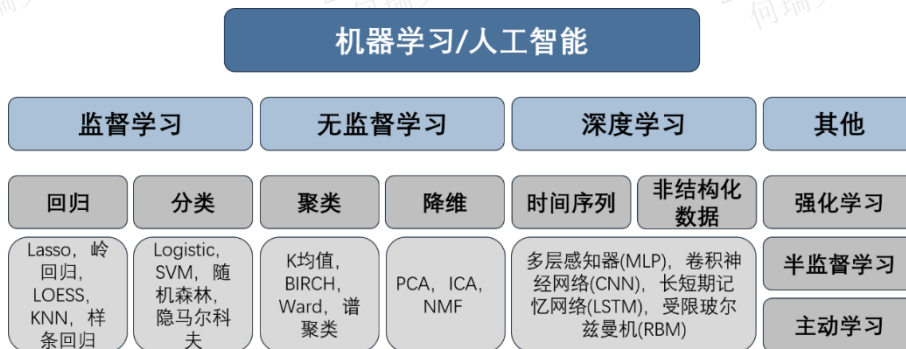 机器学习/人工智能
监督学习
无监督学习
深度学习
其他
回归
分类
聚类
降维
时间序列
非结构化
数据
强化学习
Lasso, 岭
回归,
LOESS,
KNN, 样
条回归
Logistic,
SVM, 随
机森林,
隐马尔科
夫
K均值,
BIRCH,
Ward, 谱
聚类
PCA, ICA,
NMF
多层感知器(MLP), 卷积神
经网络(CNN), 长短期记
忆网络(LSTM), 受限玻尔
兹曼机(RBM)
半监督学习
主动学习